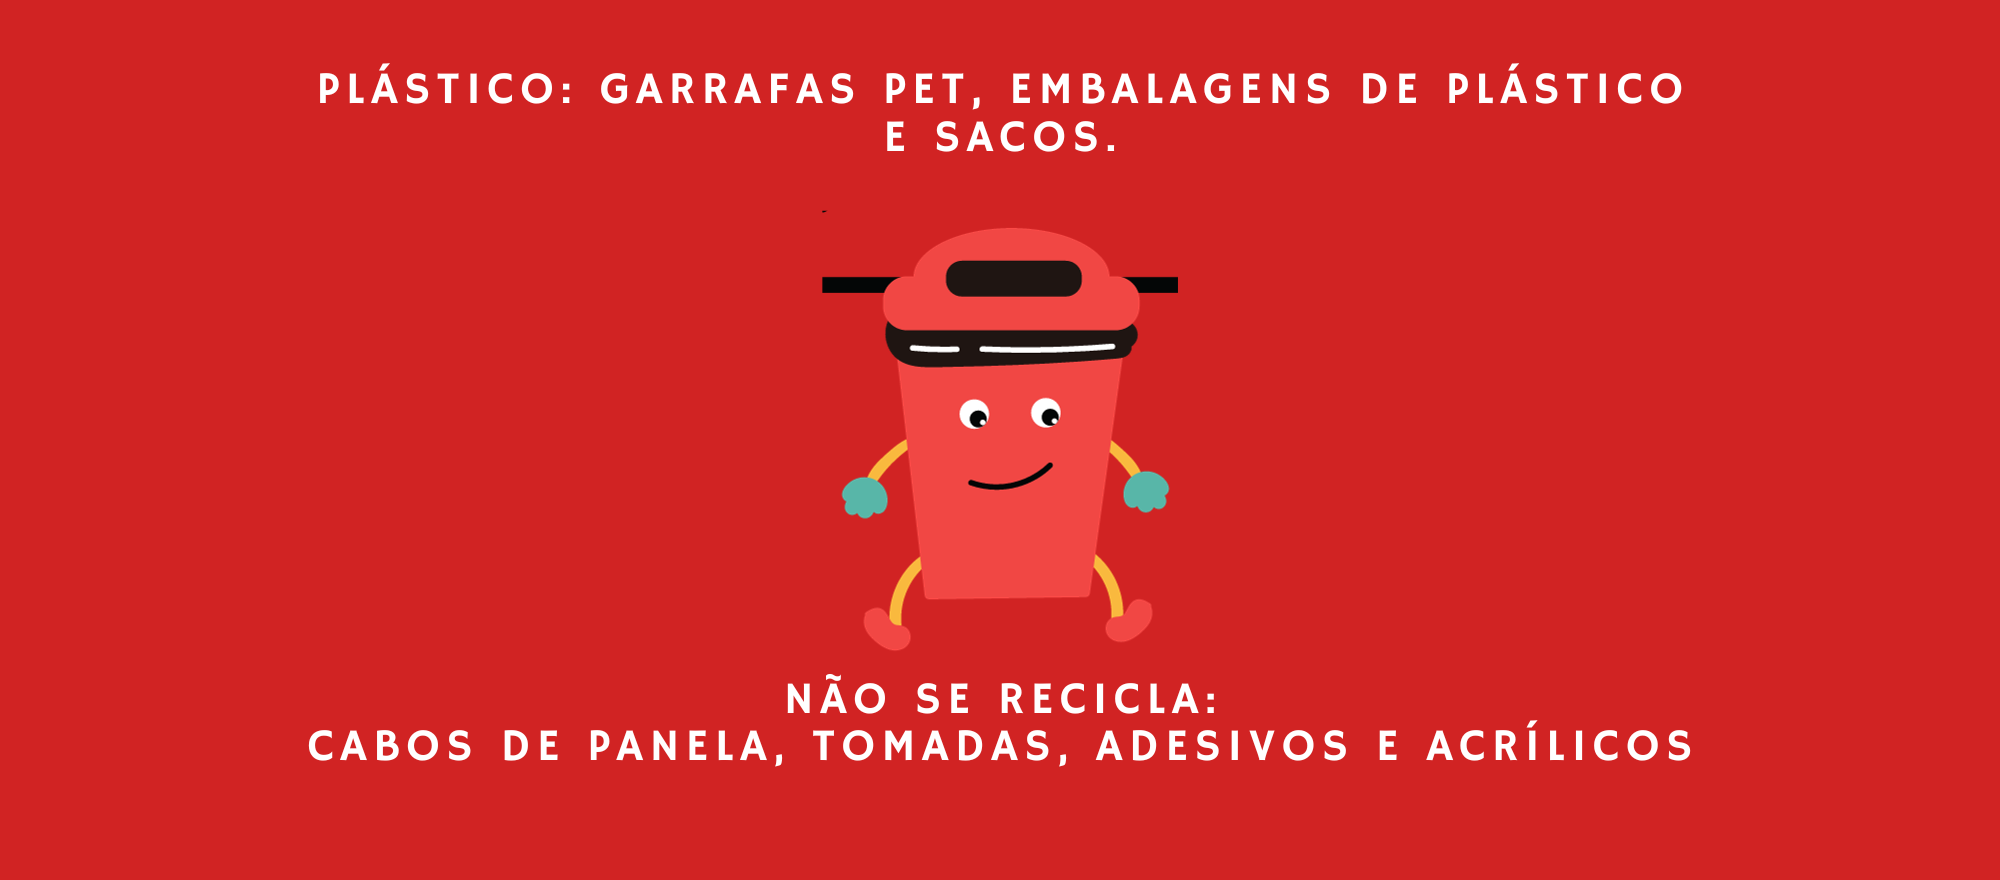 PLÁSTICO: GARRAFAS PET, EMBALAGENS DE PLÁSTICO
E SACOS.
NÃO SE RECICLA:
CABOS DE PANELA, TOMADAS, ADESIVOS E ACRÍLICOS